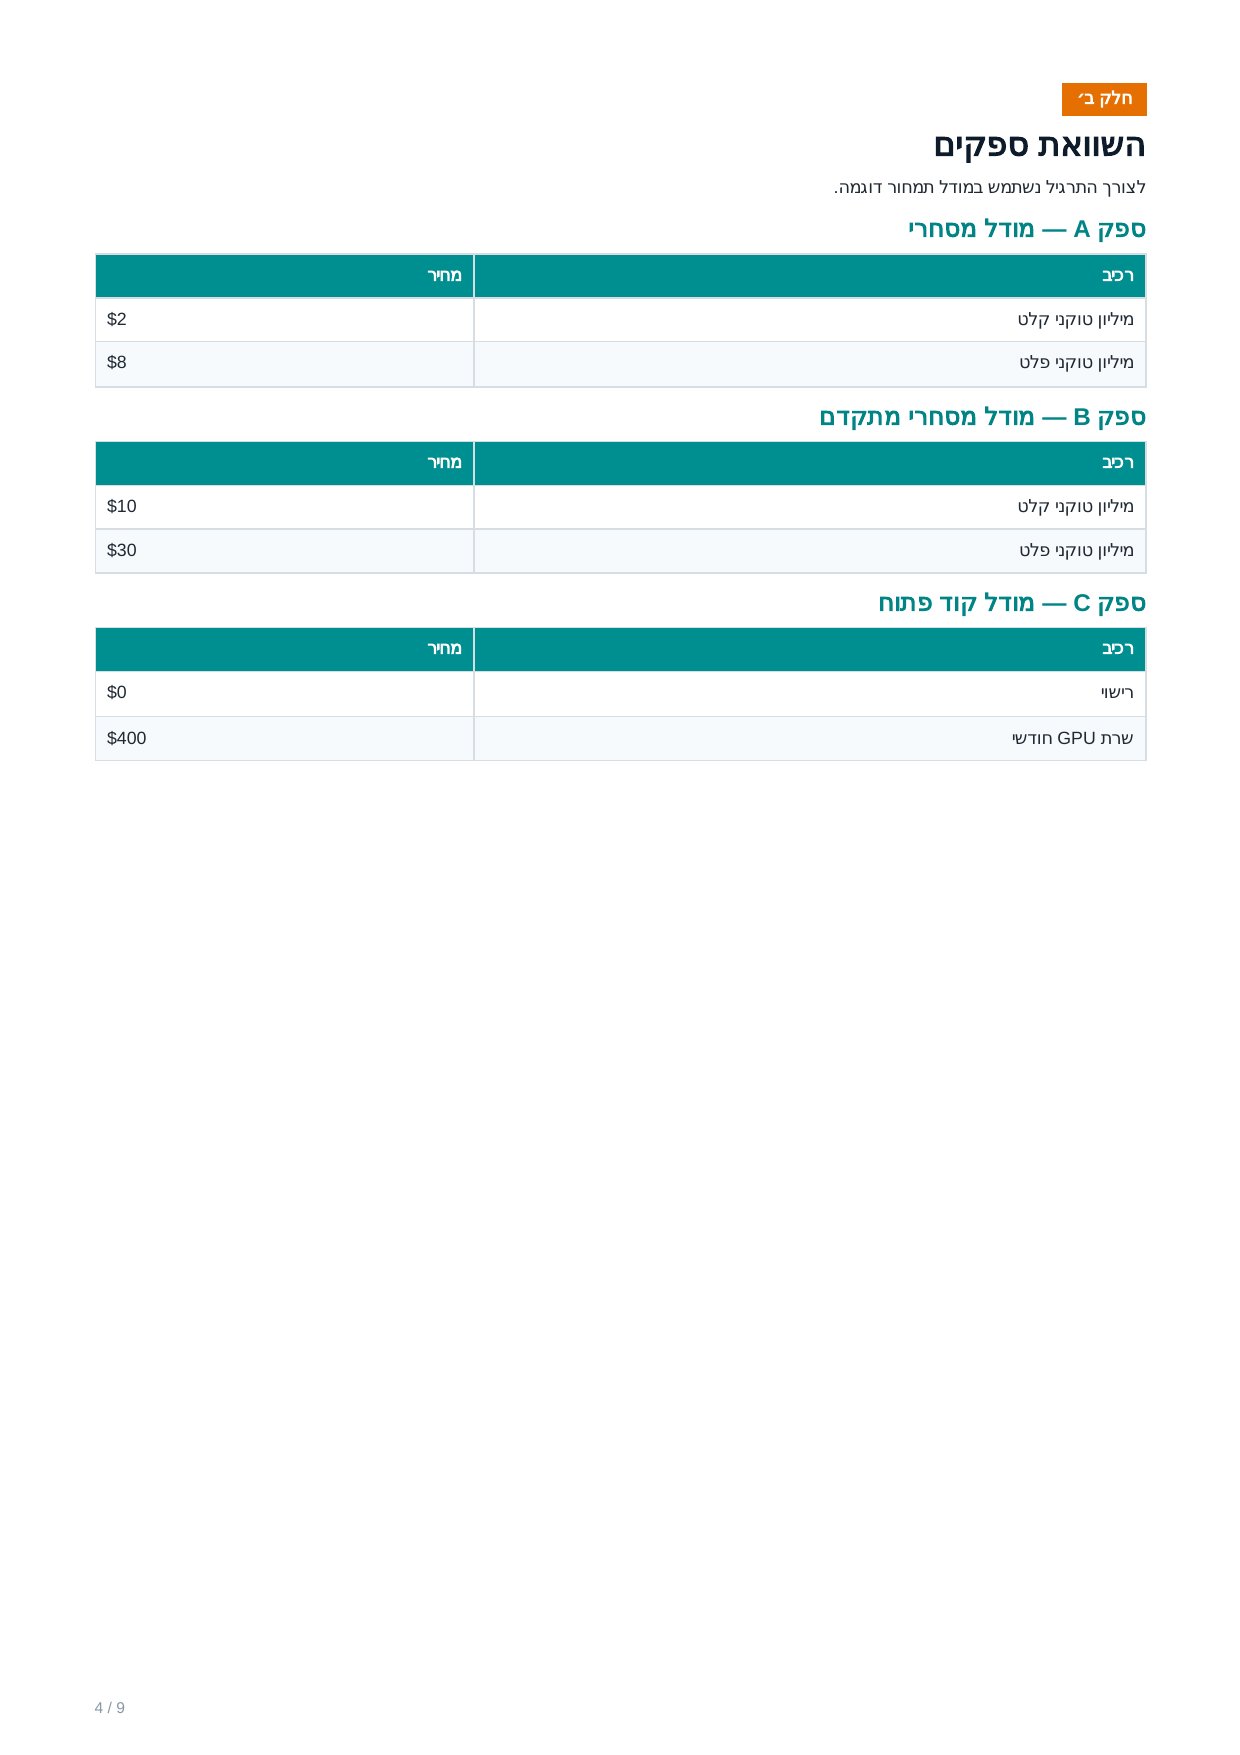 חלק ב׳
השוואת ספקים
לצורך התרגיל נשתמש במודל תמחור דוגמה.
ספק A — מודל מסחרי
רכיב מחיר
מיליון טוקני קלט $2
מיליון טוקני פלט $8
ספק B — מודל מסחרי מתקדם
רכיב מחיר
מיליון טוקני קלט $10
מיליון טוקני פלט $30
ספק C — מודל קוד פתוח
רכיב מחיר
רישוי $0
שרת GPU חודשי $400
4 / 9